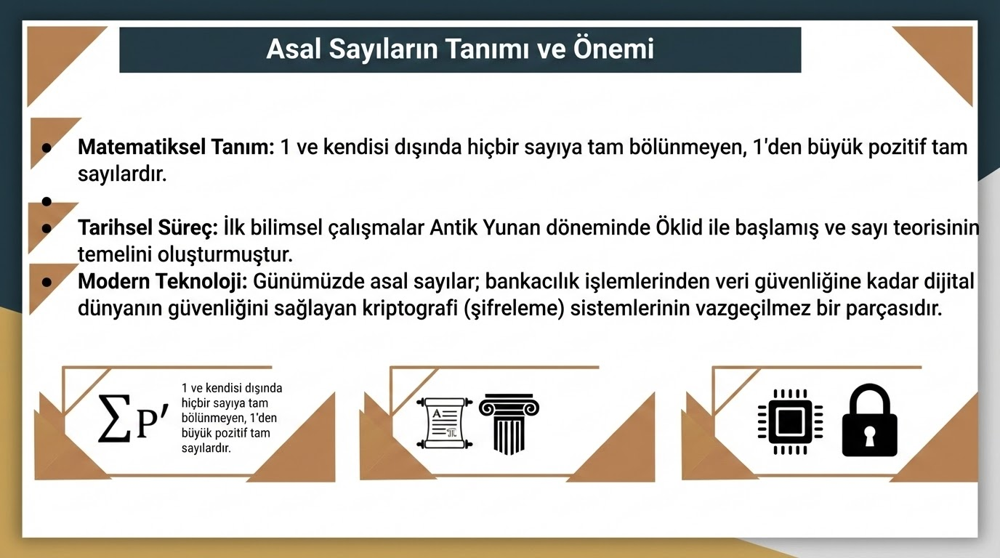 Asal Sayıların Tanımı ve Önemi
● Matematiksel Tanım: 1 ve kendisi dışında hiçbir sayıya tam bölünmeyen, 1'den büyük pozitif tam
sayılardır.
●
● Tarihsel Süreç: İlk bilimsel çalışmalar Antik Yunan döneminde Öklid ile başlamış ve sayı teorisinin
temelini oluşturmuştur.
● Modern Teknoloji: Günümüzde asal sayılar; bankacılık işlemlerinden veri güvenliğine kadar dijital
dünyanın güvenliğini sağlayan kriptografi (şifreleme) sistemlerinin vazgeçilmez bir parçasıdır.
∑P′
1 ve kendisi dışında
hiçbir sayıya tam
bölünmeyen, 1'den
büyük pozitif tam
sayılardır.
A
π